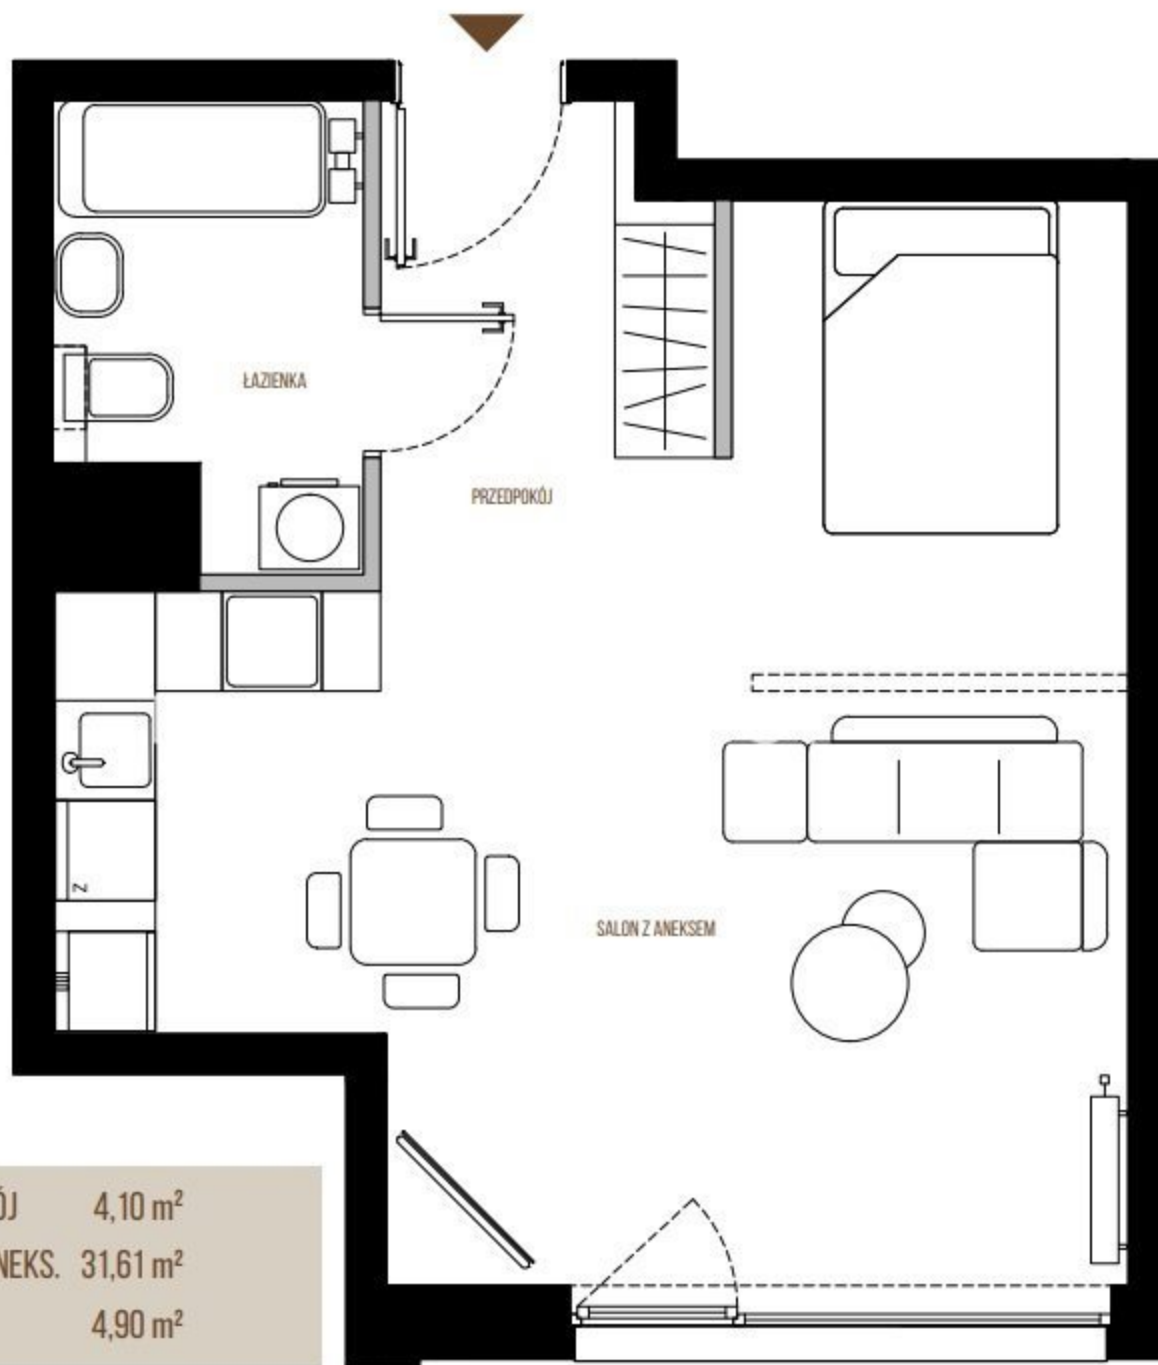 ŁAZIENKA
PRZEDPOKÓJ
Z
SALON Z ANEKSEM
ÓJ 4,10 m²
NEKS. 31,61 m²
4,90 m²